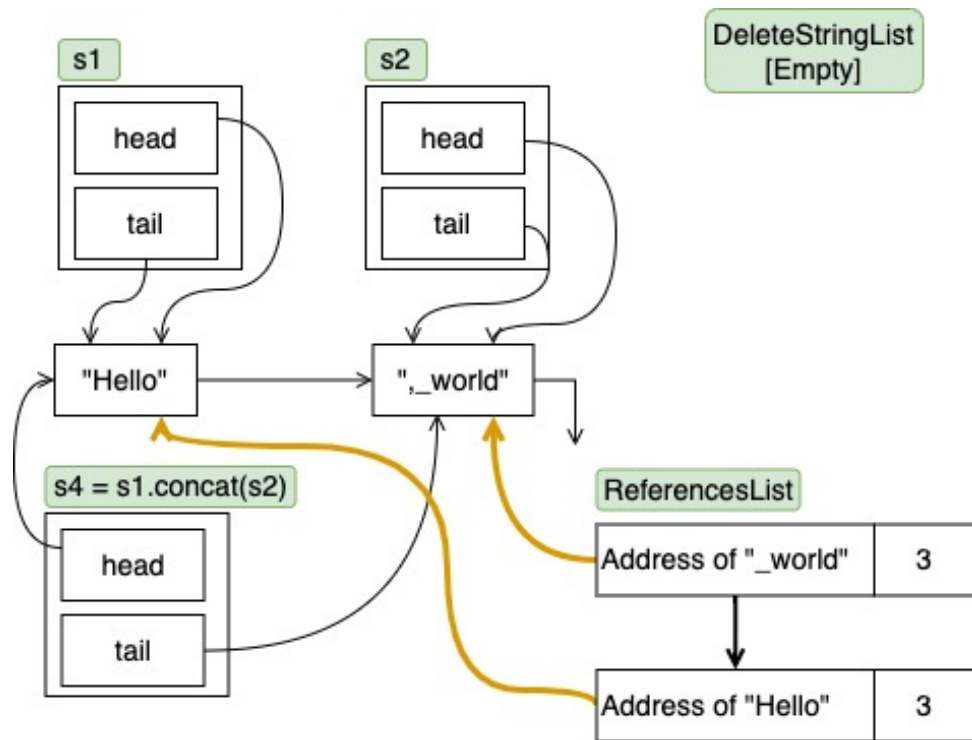 DeleteStringList
[Empty]
s1
s2
head
head
tail
tail
"Hello"
",_world"
s4 = s1.concat(s2)
head
tail
ReferencesList
Address of "_world"
3
Address of "Hello"
3